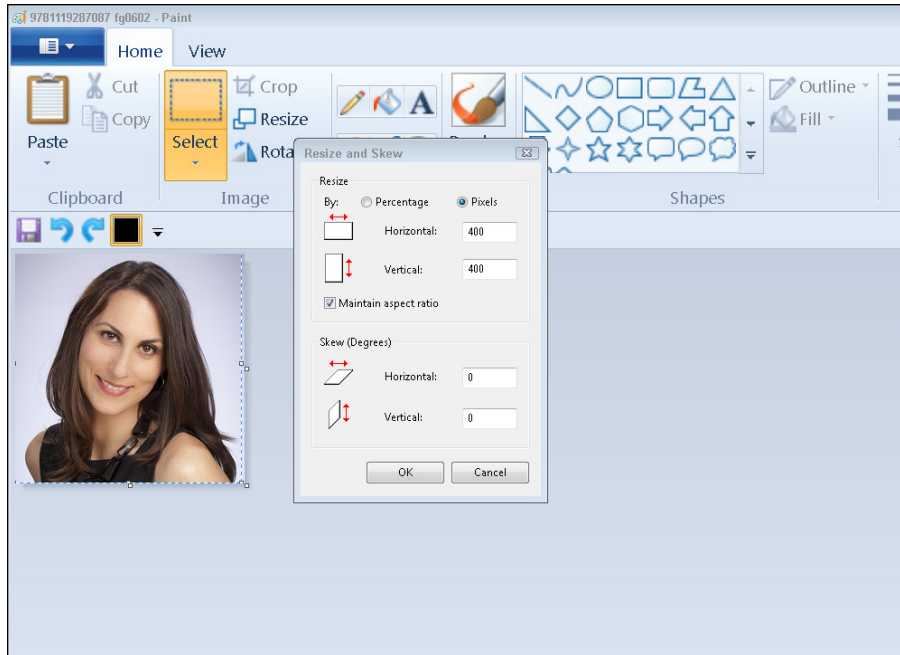 9781119287087 fg0602 - Paint
Home View
Cut
Copy
Paste
Clipboard
Select
Crop
Resize
Image
A
Outline
Fill
Shapes
Resize and Skew
Resize
By: Percentage Pixels
Horizontal: 400
Vertical: 400
Maintain aspect ratio
Skew (Degrees)
Horizontal: 0
Vertical: 0
OK Cancel